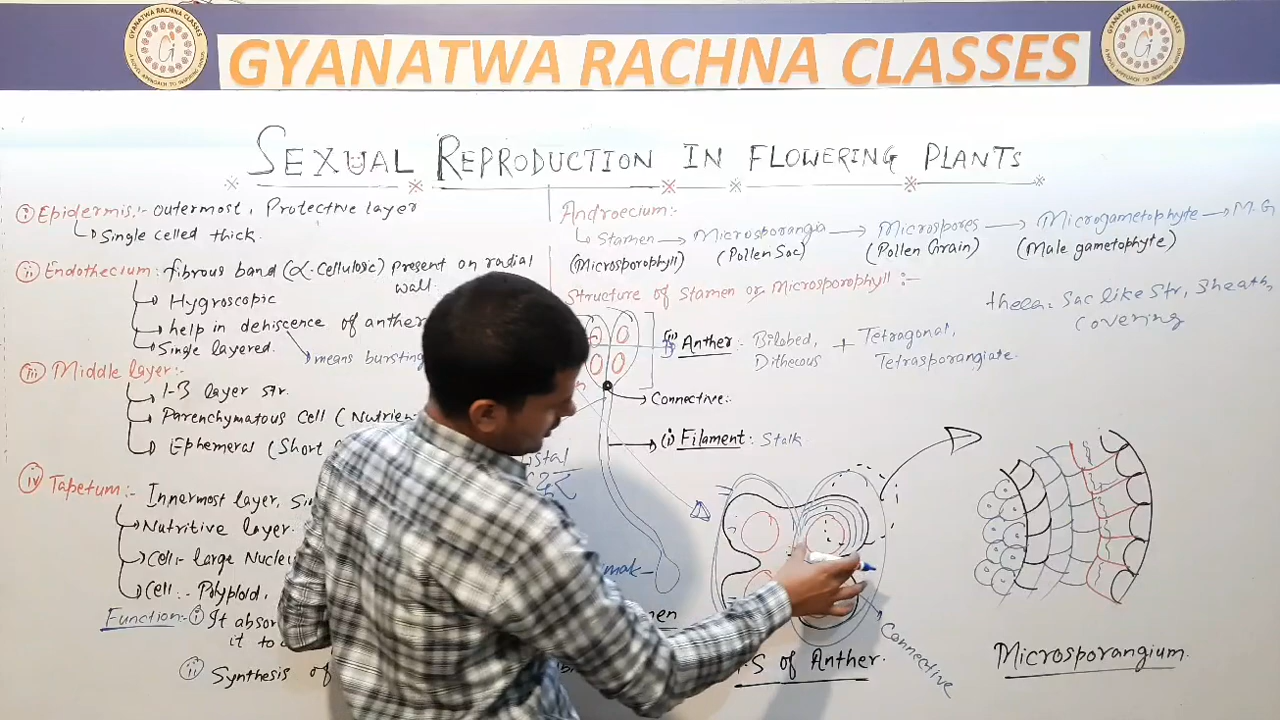 GYANATWA RACHNA CLASSES
SEXUAL REPRODUCTION IN FLOWERING PLANTS
(i) Epidermis:- outermost, Protective layer
Single celled thick.
(ii) Endothecium: fibrous band (α-Cellulosic) present on radial
wall.
Hygroscopic
help in dehiscence of anther
means bursting
Single layered.
(iii) Middle layer:-
1-3 layer str.
Parenchymatous cell (Nutrien
Ephemeral (Short
(iv) Tapetum:- Innermost layer,
Nutritive layer.
Cell:- large Nucle
Cell:- Polyploid,
Function:- (i) It absor
it to
(ii) Synthesis of
Androecium:-
Stamen → Microsporangia → Microspores → Microgametophyte → M.G
(Microsporophyll) (Pollen Sac) (Pollen Grain) (Male gametophyte)
Structure of Stamen or Microsporophyll :-
theca: Sac like Str, Sheath,
Covering
(ii) Anther: Bilobed, + Tetragonal,
Dithecous Tetrasporangiate.
Connective:-
(i) Filament: Stalk
istal
men
T.S of Anther.
Connective
Microsporangium.